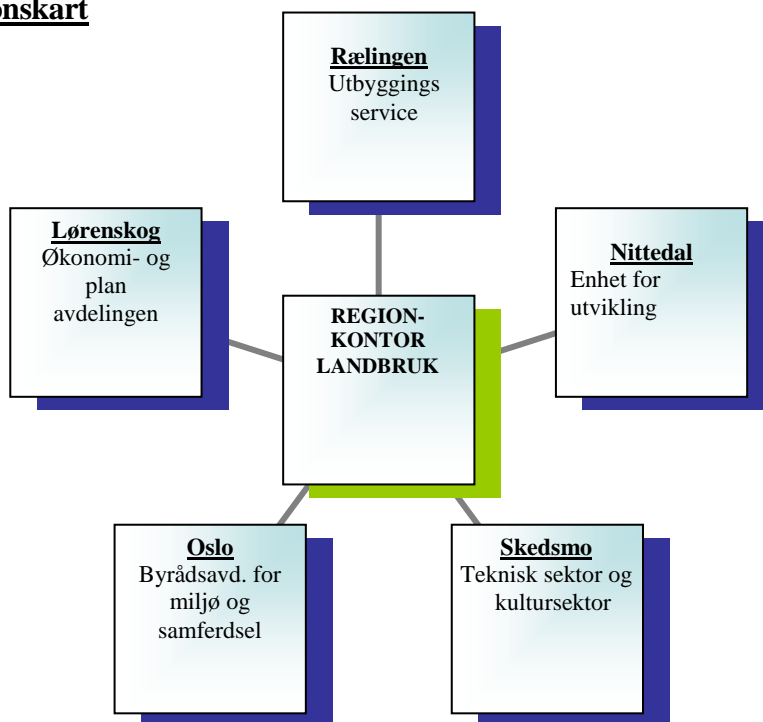 onskart
Rælingen
Utbyggings
service
Lørenskog
Økonomi- og
plan
avdelingen
Nittedal
Enhet for
utvikling
REGION-
KONTOR
LANDBRUK
Oslo
Byrådsavd. for
miljø og
samferdsel
Skedsmo
Teknisk sektor og
kultursektor